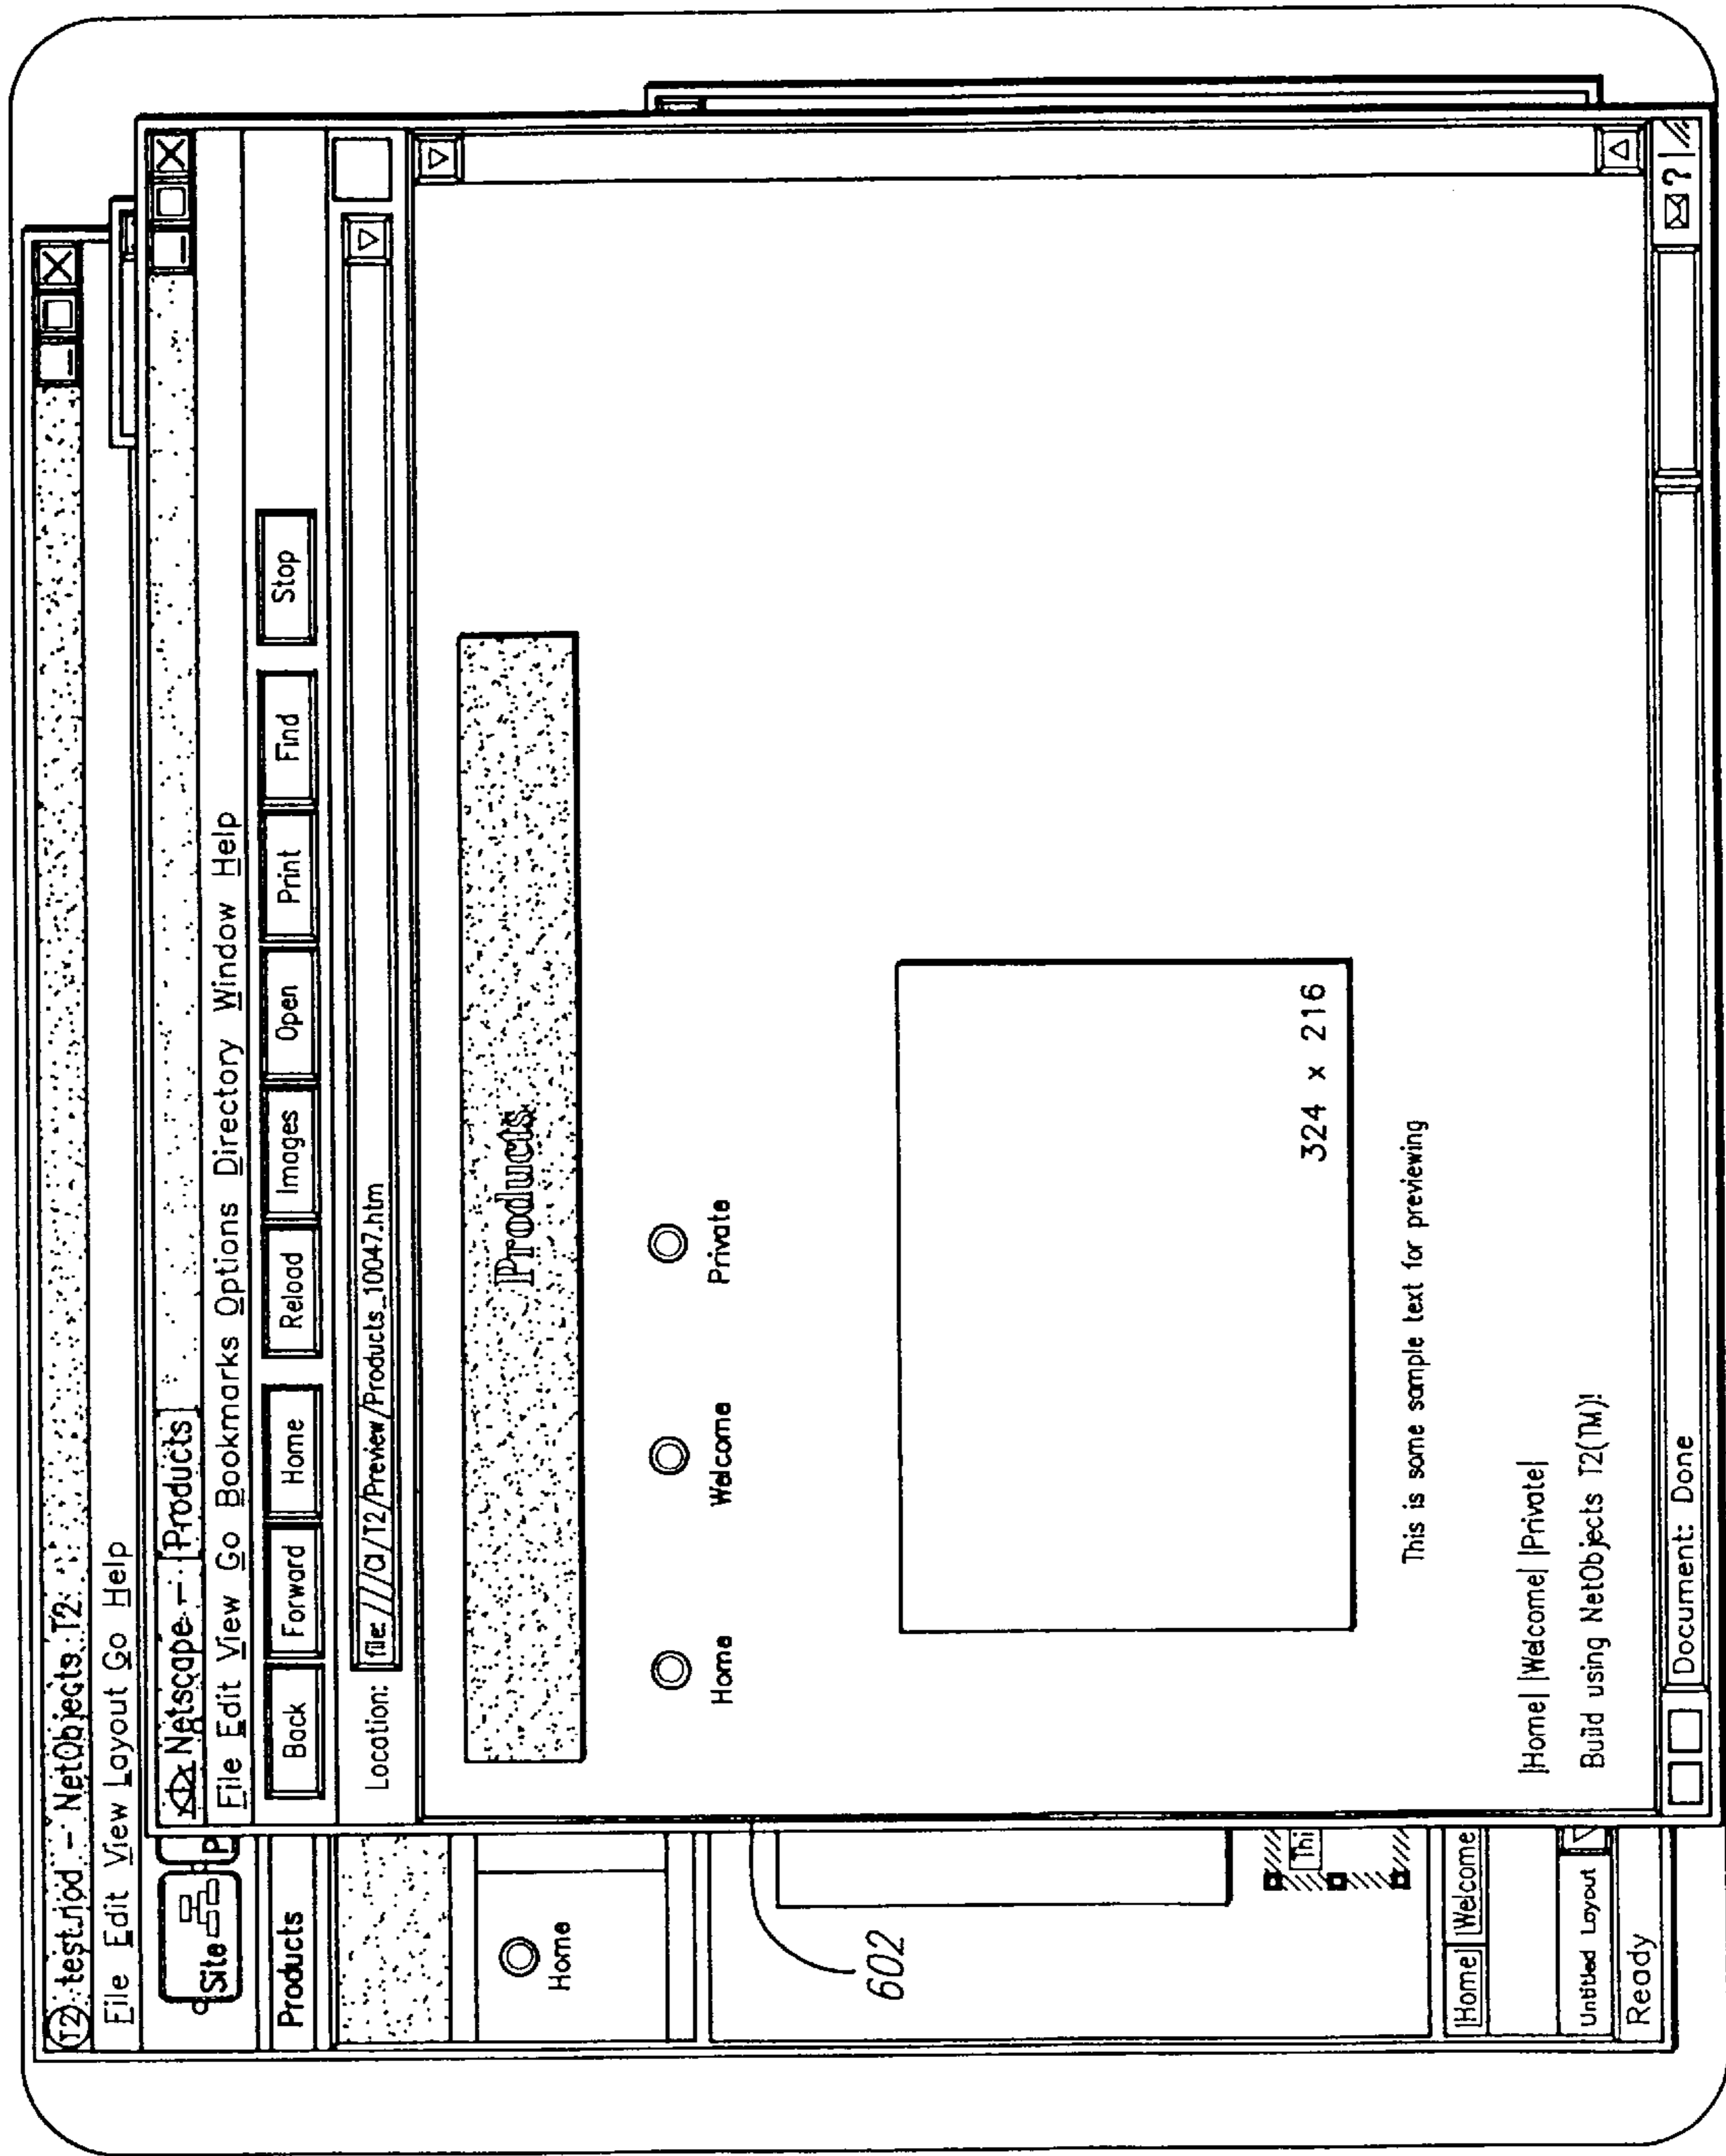 T2 test.nod – NetObjects T2
File Edit View Layout Go Help
Site P
Products
Home
Thi
|Home| |Welcome
Untitled Layout
Ready
602
Netscape – |Products|
File Edit View Go Bookmarks Options Directory Window Help
Back Forward Home Reload Images Open Print Find Stop
Location: file:////a/T2/Preview/Products_10047.htm
Products
Home Welcome Private
324 x 216
This is some sample text for previewing
|Home| |Welcome| |Private|
Build using NetObjects T2(TM)!
Document: Done ?